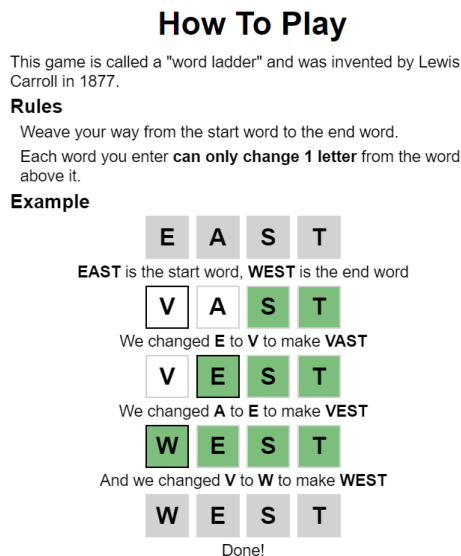 How To Play
This game is called a "word ladder" and was invented by Lewis
Carroll in 1877.
Rules
Weave your way from the start word to the end word.
Each word you enter can only change 1 letter from the word
above it.
Example
E A S T
EAST is the start word, WEST is the end word
V A S T
We changed E to V to make VAST
V E S T
We changed A to E to make VEST
W E S T
And we changed V to W to make WEST
W E S T
Done!